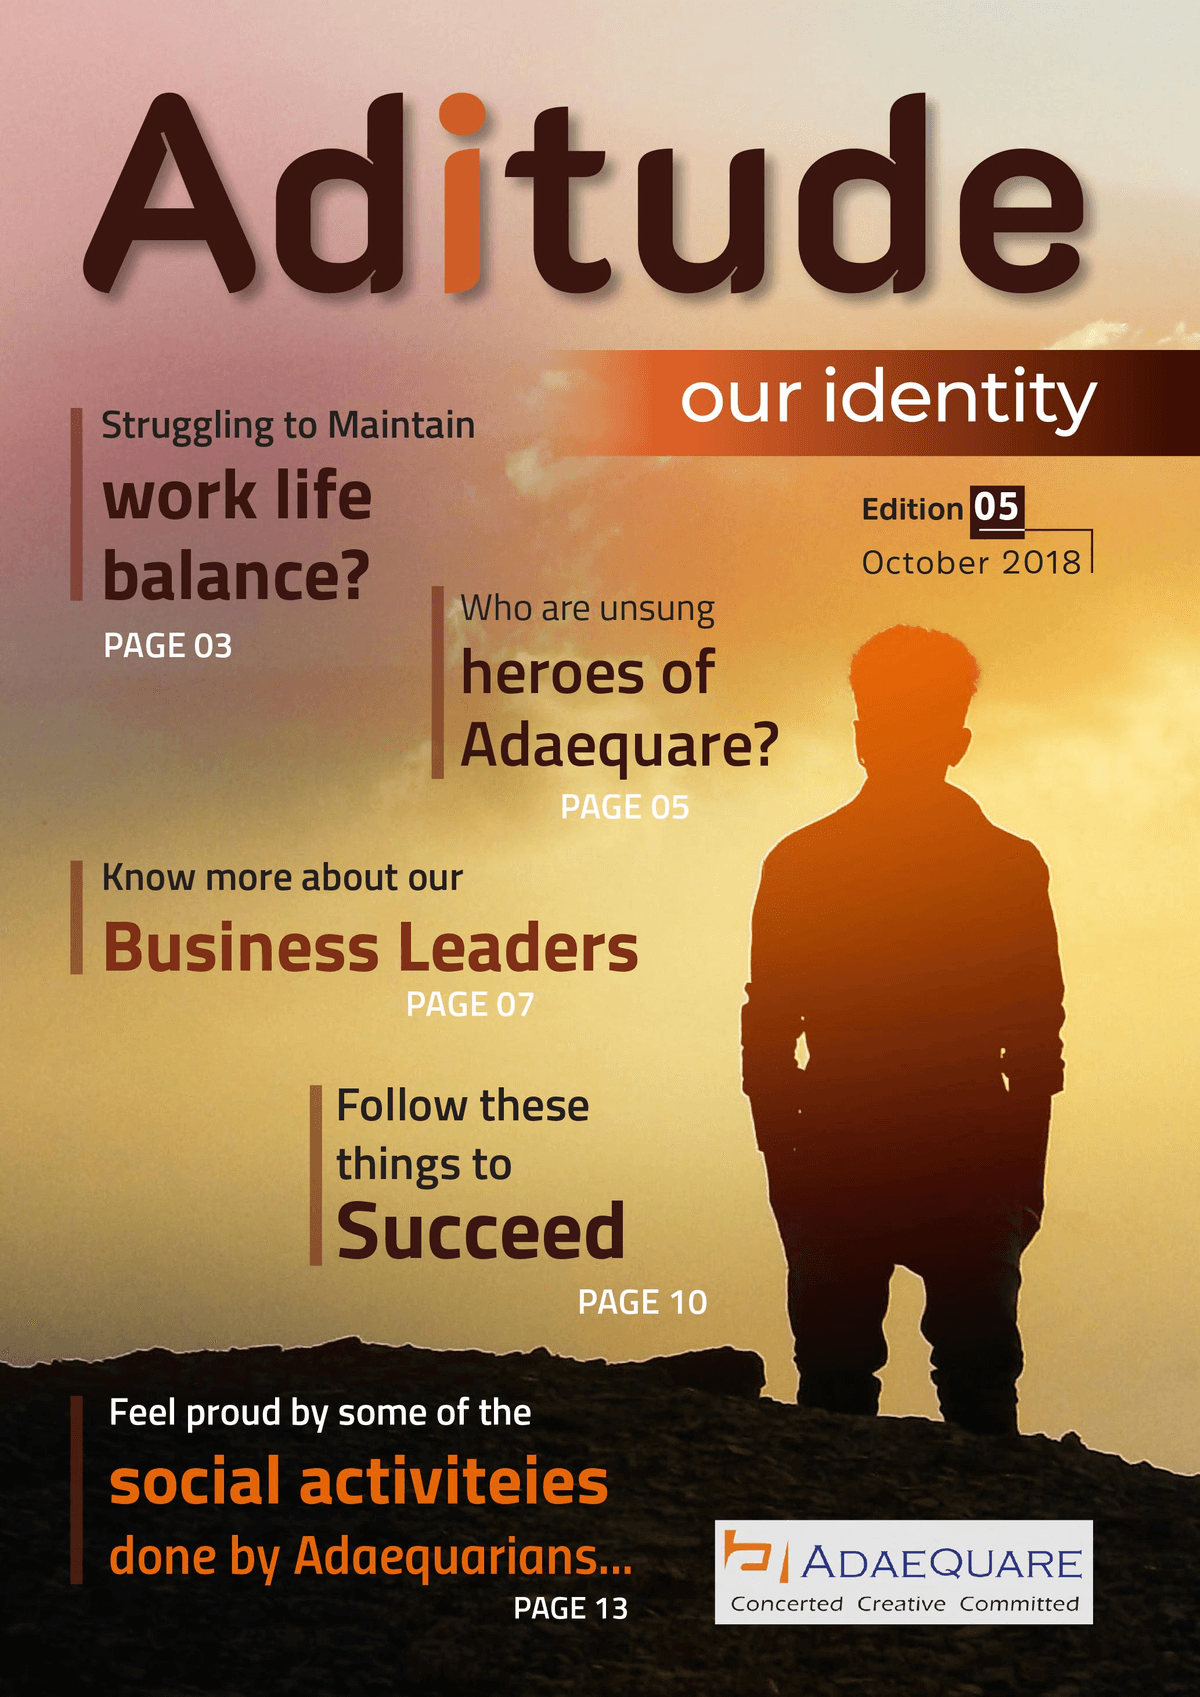 Aditude
our identity
Edition 05
October 2018
Struggling to Maintain
work life
balance?
PAGE 03
Who are unsung
heroes of
Adaequare?
PAGE 05
Know more about our
Business Leaders
PAGE 07
Follow these
things to
Succeed
PAGE 10
Feel proud by some of the
social activiteies
done by Adaequarians...
PAGE 13
ADAEQUARE
Concerted Creative Committed